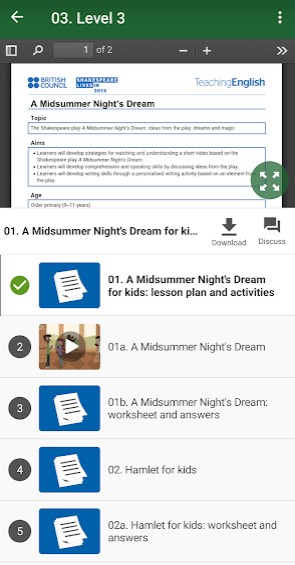 03. Level 3
1 of 2
BRITISH COUNCIL
SHAKESPEARE LIVES IN 2016
TeachingEnglish
A Midsummer Night's Dream
Topic
The Shakespeare play A Midsummer Night's Dream, ideas from the play, dreams and magic
Aims
• Learners will develop strategies for watching and understanding a short video based on the
Shakespeare play A Midsummer Night's Dream.
• Learners will develop comprehension and speaking skills by discussing ideas from the play.
• Learners will develop writing skills through a personalised writing activity based on an element from
the play.
Age
Older primary (9–11 years)
01. A Midsummer Night's Dream for ki...
Download
Discuss
01. A Midsummer Night's Dream
for kids: lesson plan and activities
2
01a. A Midsummer Night's Dream
3
01b. A Midsummer Night's Dream:
worksheet and answers
4
02. Hamlet for kids
5
02a. Hamlet for kids: worksheet and
answers